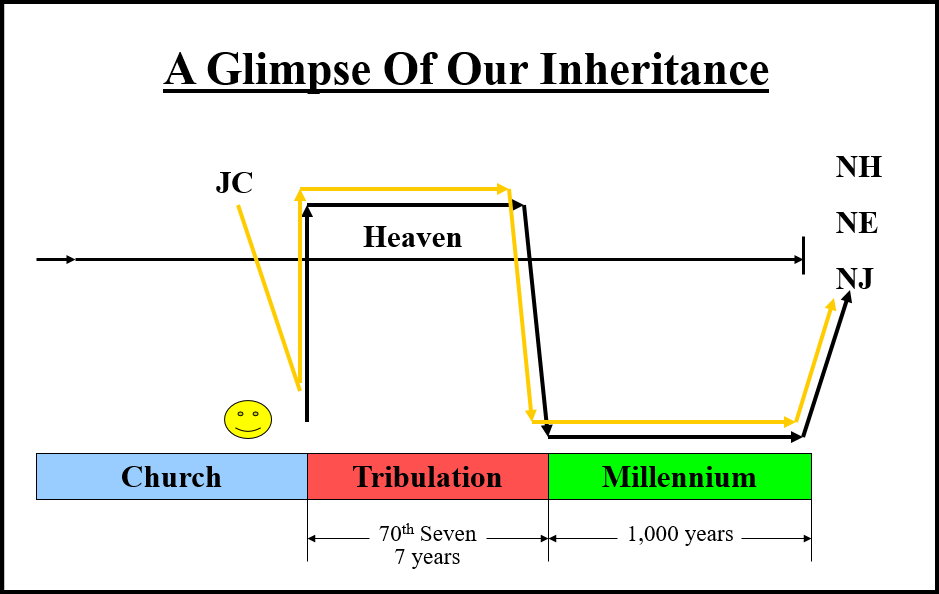 A Glimpse Of Our Inheritance
JC
NH
NE
NJ
Heaven
Church
Tribulation
Millennium
70th Seven
7 years
1,000 years